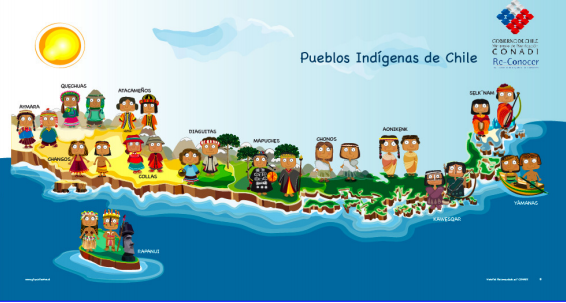 GOBIERNO DE CHILE
CONADI
Re-Conocer
Pueblos Indígenas de Chile
QUECHUAS
ATACAMEÑOS
SELK´NAM
AYMARA
DIAGUITAS
MAPUCHES
CHONOS
AONIKENK
CHANGOS
COLLAS
YÁMANAS
KAWESQAR
RAPANUI